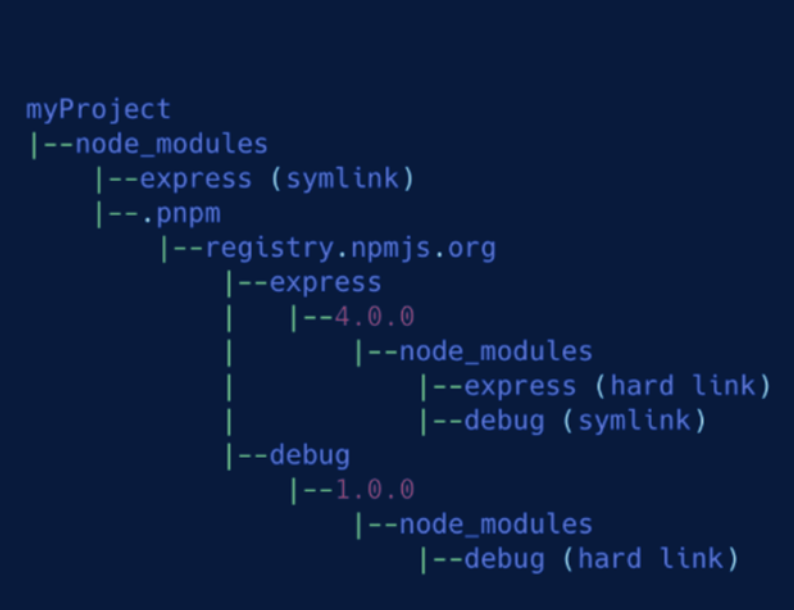 myProject
|--node_modules
    |--express (symlink)
    |--.pnpm
        |--registry.npmjs.org
            |--express
            |   |--4.0.0
            |       |--node_modules
            |           |--express (hard link)
            |           |--debug (symlink)
            |--debug
                |--1.0.0
                    |--node_modules
                        |--debug (hard link)